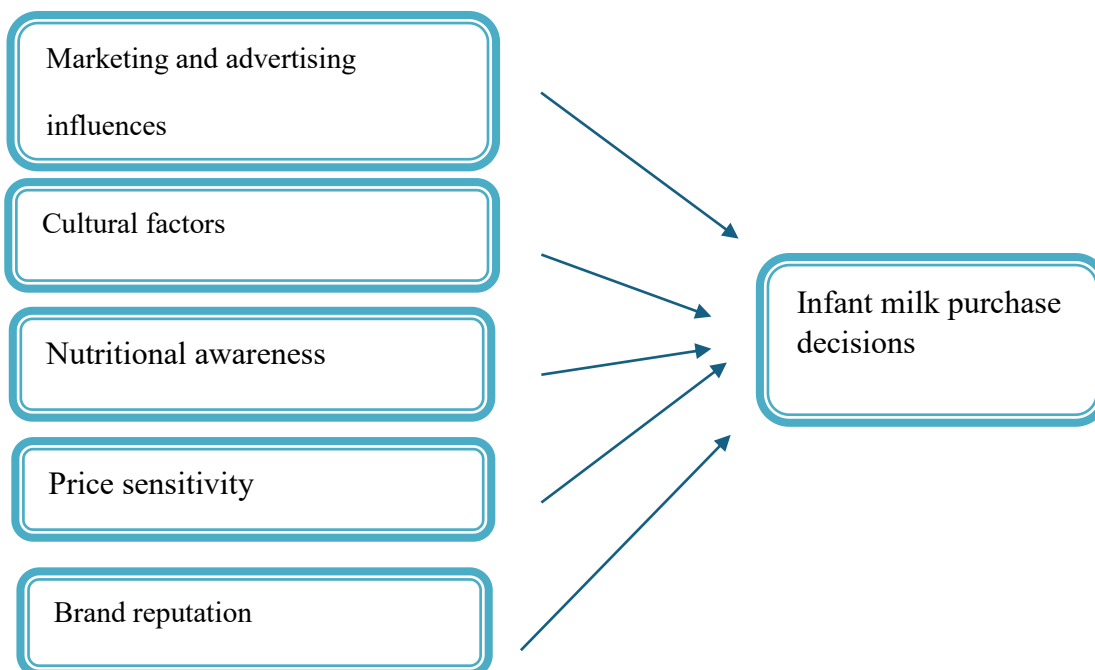 Marketing and advertising
influences
Cultural factors
Nutritional awareness
Price sensitivity
Brand reputation
Infant milk purchase
decisions